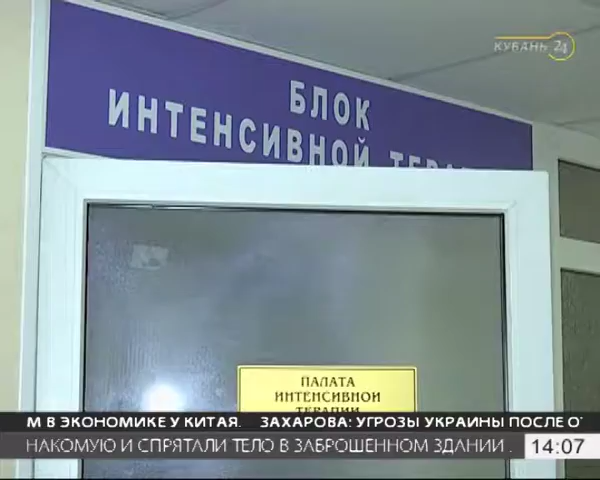 КУБАНЬ 24
БЛОК
ИНТЕНСИВНОЙ
ПАЛАТА
ИНТЕНСИВНОЙ
ТЕРАПИИ
М В ЭКОНОМИКЕ У КИТАЯ. ЗАХАРОВА: УГРОЗЫ УКРАИНЫ ПОСЛЕ
НАКОМУЮ И СПРЯТАЛИ ТЕЛО В ЗАБРОШЕННОМ ЗДАНИИ .
14:07